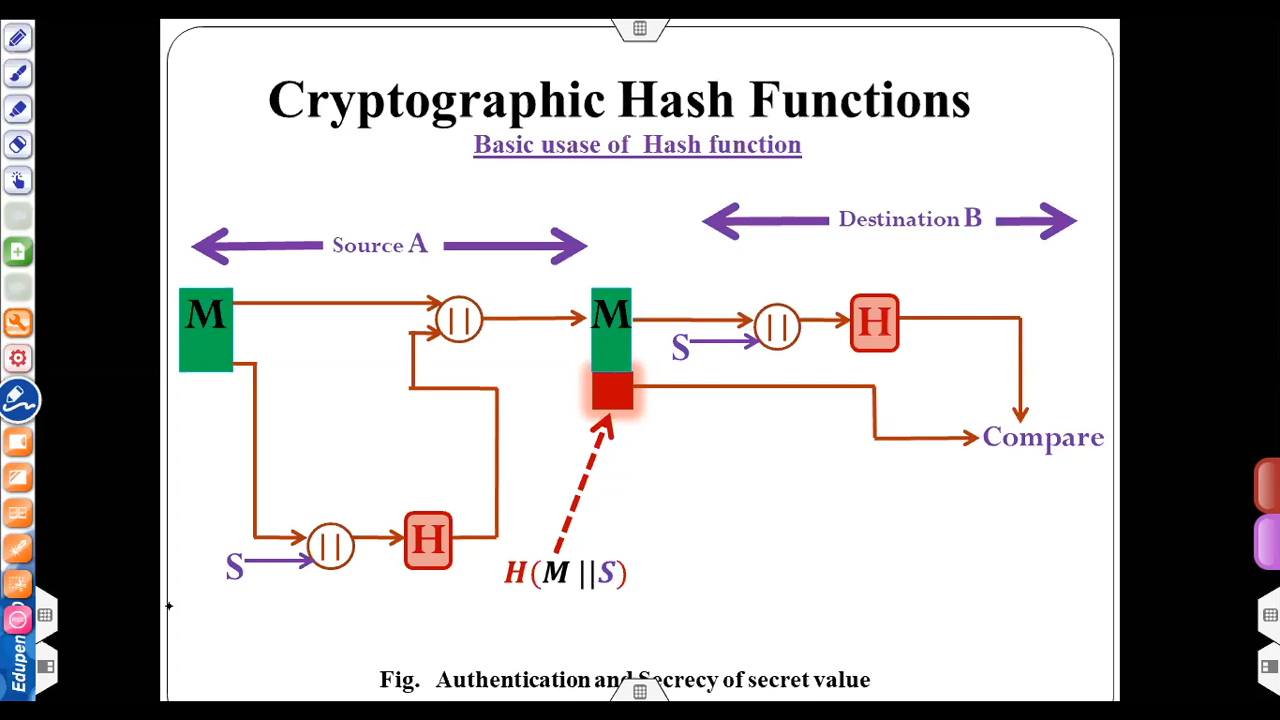 Cryptographic Hash Functions
Basic usase of Hash function
Source A
Destination B
M
||
M
S
||
H
Compare
S
||
H
H(M ||S)
Fig. Authentication and Secrecy of secret value
Edupen